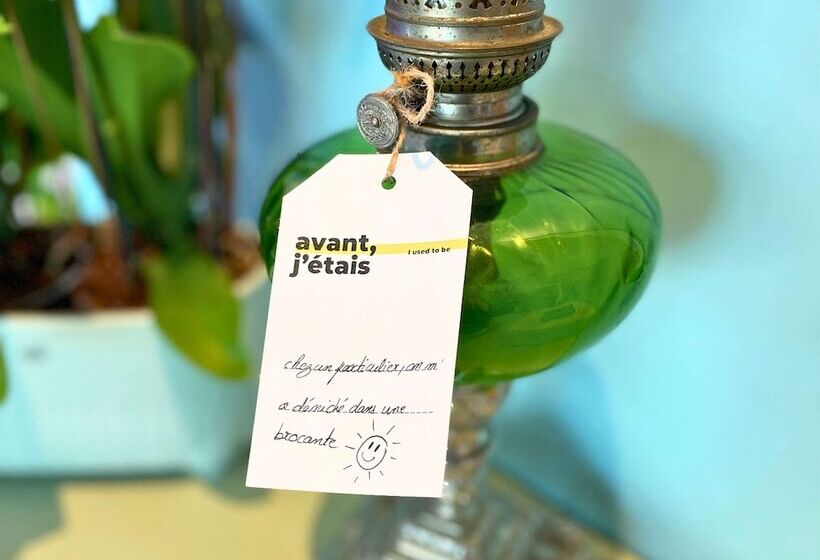 avant,
I used to be
j'étais
chez un particulier, on m'
a déniché dans une
brocante